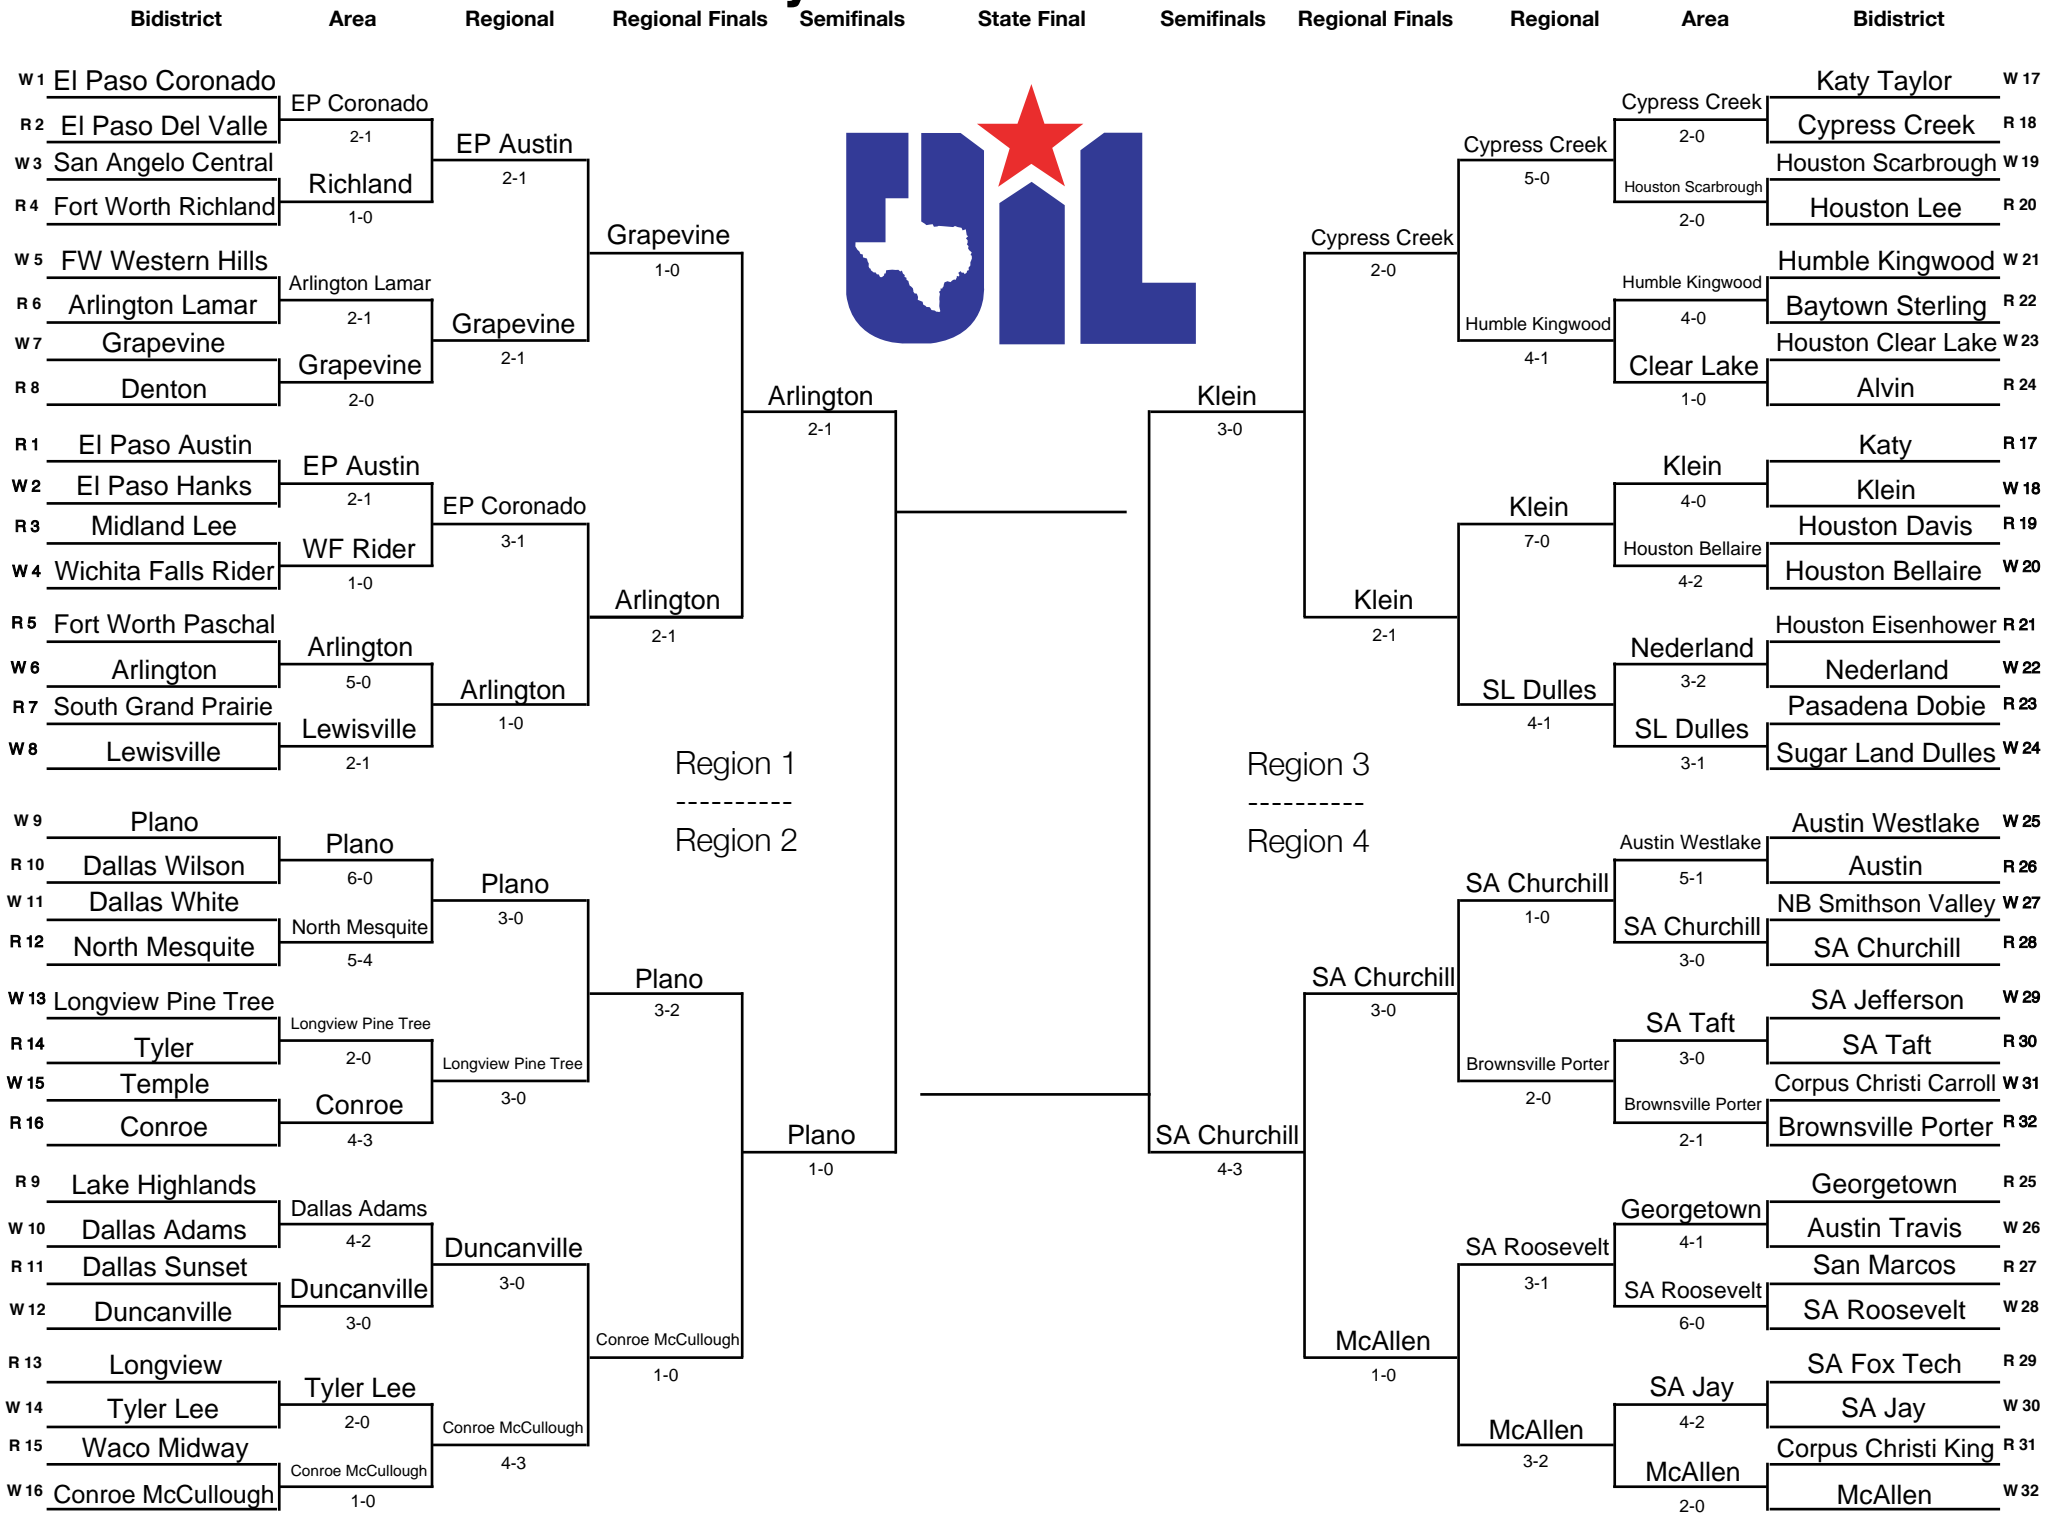 Bidistrict Area Regional Regional Finals Semifinals State Final Semifinals Regional Finals Regional Area Bidistrict
W 1 El Paso Coronado
EP Coronado
R 2 El Paso Del Valle
2-1
EP Austin
W 3 San Angelo Central
2-1
Richland
R 4 Fort Worth Richland
1-0
Grapevine
1-0
W 5 FW Western Hills
Arlington Lamar
R 6 Arlington Lamar
2-1
Grapevine
W 7 Grapevine
2-1
Grapevine
R 8 Denton
2-0
Arlington
2-1
R 1 El Paso Austin
EP Austin
W 2 El Paso Hanks
2-1
EP Coronado
R 3 Midland Lee
3-1
WF Rider
W 4 Wichita Falls Rider
1-0
Arlington
2-1
R 5 Fort Worth Paschal
Arlington
W 6 Arlington
5-0
Arlington
R 7 South Grand Prairie
1-0
Lewisville
W 8 Lewisville
2-1
Region 1
----------
Region 2
W 9 Plano
Plano
R 10 Dallas Wilson
6-0
Plano
W 11 Dallas White
3-0
North Mesquite
R 12 North Mesquite
5-4
Plano
3-2
W 13 Longview Pine Tree
Longview Pine Tree
R 14 Tyler
2-0
Longview Pine Tree
W 15 Temple
3-0
Conroe
R 16 Conroe
4-3
Plano
1-0
R 9 Lake Highlands
Dallas Adams
W 10 Dallas Adams
4-2
Duncanville
R 11 Dallas Sunset
3-0
Duncanville
W 12 Duncanville
3-0
Conroe McCullough
1-0
R 13 Longview
Tyler Lee
W 14 Tyler Lee
2-0
Conroe McCullough
R 15 Waco Midway
4-3
Conroe McCullough
W 16 Conroe McCullough
1-0
UIL
Katy Taylor W 17
Cypress Creek
Cypress Creek R 18
2-0
Cypress Creek
Houston Scarbrough W 19
5-0
Houston Scarbrough
Houston Lee R 20
2-0
Cypress Creek
2-0
Humble Kingwood W 21
Humble Kingwood
Baytown Sterling R 22
4-0
Humble Kingwood
Houston Clear Lake W 23
4-1
Clear Lake
Alvin R 24
1-0
Klein
3-0
Katy R 17
Klein
Klein W 18
4-0
Klein
Houston Davis R 19
7-0
Houston Bellaire
Houston Bellaire W 20
4-2
Klein
2-1
Houston Eisenhower R 21
Nederland
Nederland W 22
3-2
SL Dulles
Pasadena Dobie R 23
4-1
SL Dulles
Sugar Land Dulles W 24
3-1
Region 3
----------
Region 4
Austin Westlake W 25
Austin Westlake
Austin R 26
5-1
SA Churchill
NB Smithson Valley W 27
1-0
SA Churchill
SA Churchill R 28
3-0
SA Churchill
3-0
SA Jefferson W 29
SA Taft
SA Taft R 30
3-0
Brownsville Porter
Corpus Christi Carroll W 31
2-0
Brownsville Porter
Brownsville Porter R 32
2-1
SA Churchill
4-3
Georgetown R 25
Georgetown
Austin Travis W 26
4-1
SA Roosevelt
San Marcos R 27
3-1
SA Roosevelt
SA Roosevelt W 28
6-0
McAllen
1-0
SA Fox Tech R 29
SA Jay
SA Jay W 30
4-2
McAllen
Corpus Christi King R 31
3-2
McAllen
McAllen W 32
2-0